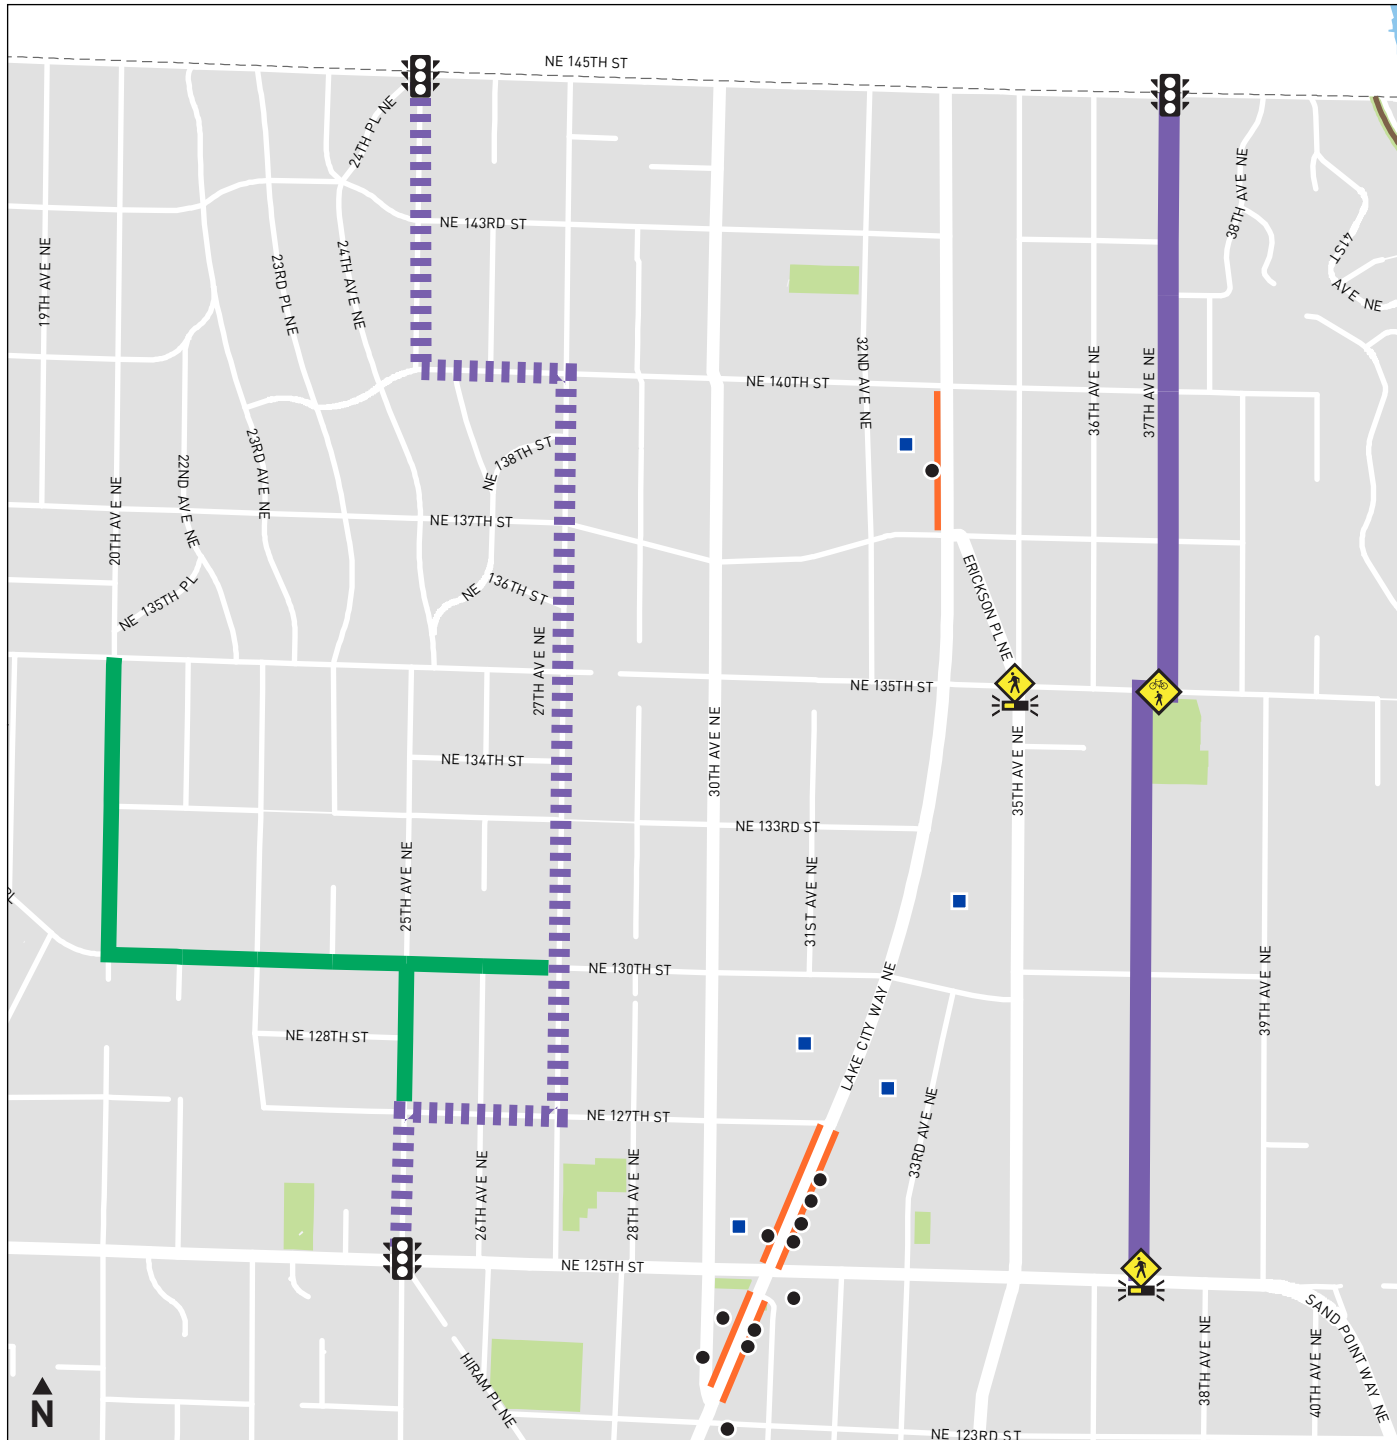 NE 145TH ST
24TH PL NE
NE 143RD ST
38TH AVE NE
41ST
AVE NE
19TH AVE NE
23RD PL NE
24TH AVE NE
32ND AVE NE
36TH AVE NE
37TH AVE NE
NE 140TH ST
NE 138TH ST
23RD AVE NE
22ND AVE NE
20TH AVE NE
NE 137TH ST
NE 136TH ST
NE 135TH PL
ERICKSON PL NE
27TH AVE NE
NE 135TH ST
30TH AVE NE
35TH AVE NE
NE 134TH ST
NE 133RD ST
25TH AVE NE
31ST AVE NE
PL
NE 130TH ST
LAKE CITY WAY NE
39TH AVE NE
NE 128TH ST
NE 127TH ST
33RD AVE NE
26TH AVE NE
28TH AVE NE
NE 125TH ST
SAND POINT WAY NE
HIRAM PL NE
38TH AVE NE
40TH AVE NE
N
NE 123RD ST